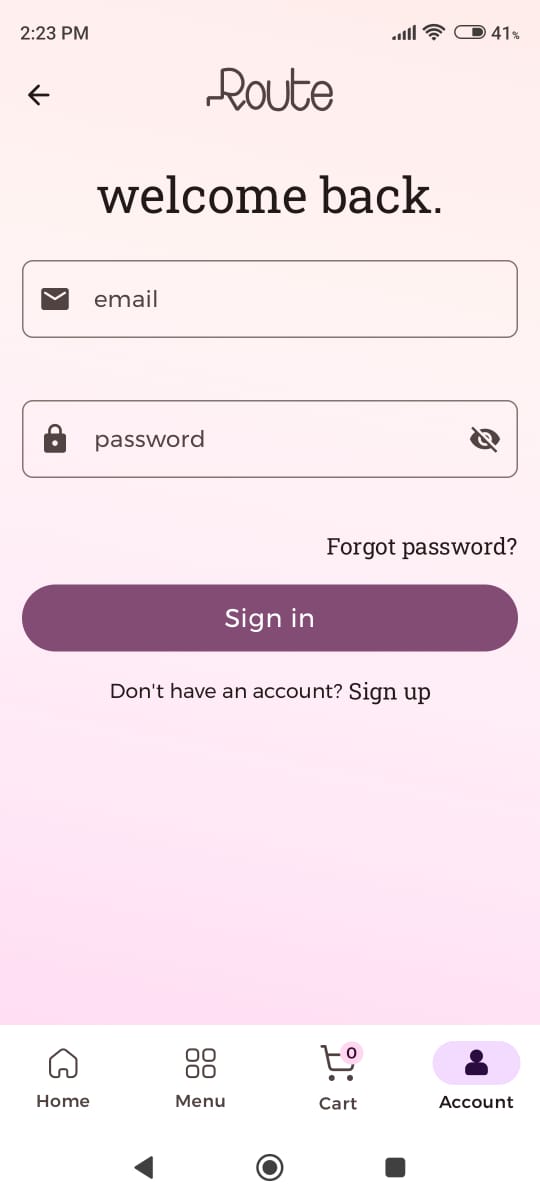 2:23 PM 41%
Route
welcome back.
email
password
Forgot password?
Sign in
Don't have an account? Sign up
0
Home Menu Cart Account